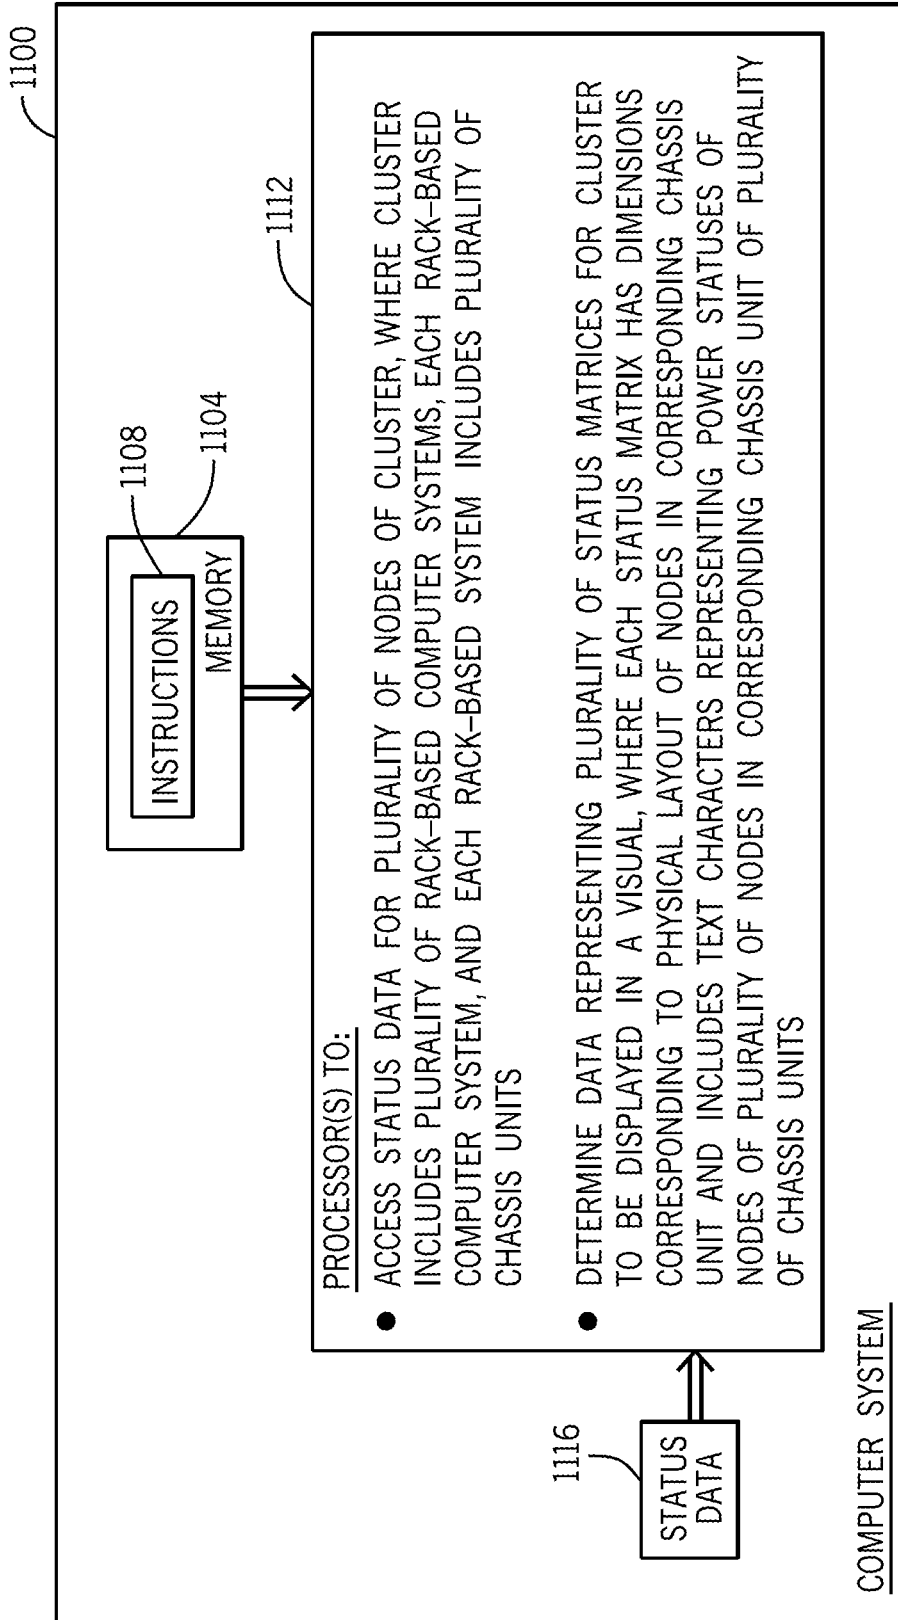 1100
1108
1104
INSTRUCTIONS
MEMORY
1112
PROCESSOR(S) TO:
● ACCESS STATUS DATA FOR PLURALITY OF NODES OF CLUSTER, WHERE CLUSTER
INCLUDES PLURALITY OF RACK-BASED COMPUTER SYSTEMS, EACH RACK-BASED
COMPUTER SYSTEM, AND EACH RACK-BASED SYSTEM INCLUDES PLURALITY OF
CHASSIS UNITS
● DETERMINE DATA REPRESENTING PLURALITY OF STATUS MATRICES FOR CLUSTER
TO BE DISPLAYED IN A VISUAL, WHERE EACH STATUS MATRIX HAS DIMENSIONS
CORRESPONDING TO PHYSICAL LAYOUT OF NODES IN CORRESPONDING CHASSIS
UNIT AND INCLUDES TEXT CHARACTERS REPRESENTING POWER STATUSES OF
NODES OF PLURALITY OF NODES IN CORRESPONDING CHASSIS UNIT OF PLURALITY
OF CHASSIS UNITS
1116
STATUS
DATA
COMPUTER SYSTEM